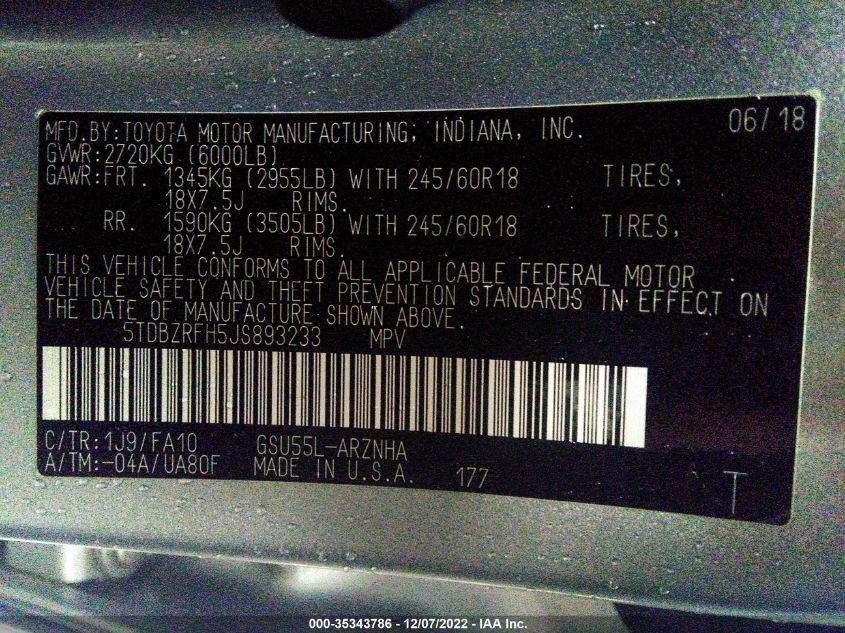 MFD.BY:TOYOTA MOTOR MANUFACTURING, INDIANA, INC. 06/18
GVWR:2720KG (6000LB)
GAWR:FRT. 1345KG (2955LB) WITH 245/60R18 TIRES,
18X7.5J RIMS.
RR. 1590KG (3505LB) WITH 245/60R18 TIRES,
18X7.5J RIMS.
THIS VEHICLE CONFORMS TO ALL APPLICABLE FEDERAL MOTOR
VEHICLE SAFETY AND THEFT PREVENTION STANDARDS IN EFFECT ON
THE DATE OF MANUFACTURE SHOWN ABOVE.
5TDBZRFH5JS893233 MPV
C/TR:1J9/FA10 GSU55L-ARZNHA
A/TM:-04A/UA80F MADE IN U.S.A. 177 T
000-35343786 - 12/07/2022 - IAA Inc.